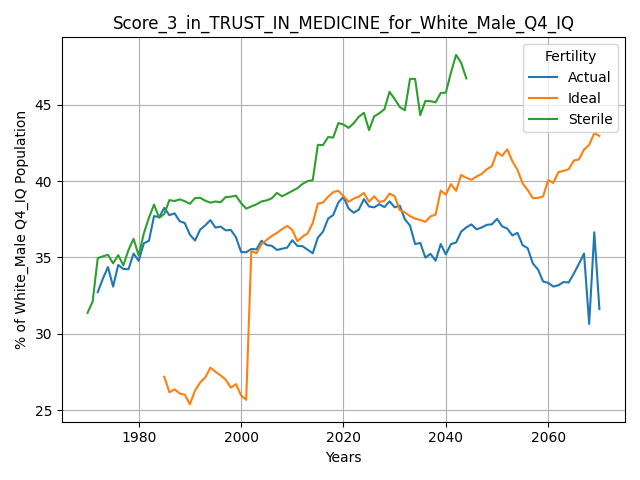 Score_3_in_TRUST_IN_MEDICINE_for_White_Male_Q4_IQ
Fertility
Actual
Ideal
Sterile
% of White_Male Q4_IQ Population
45
40
35
30
25
1980
2000
2020
2040
2060
Years